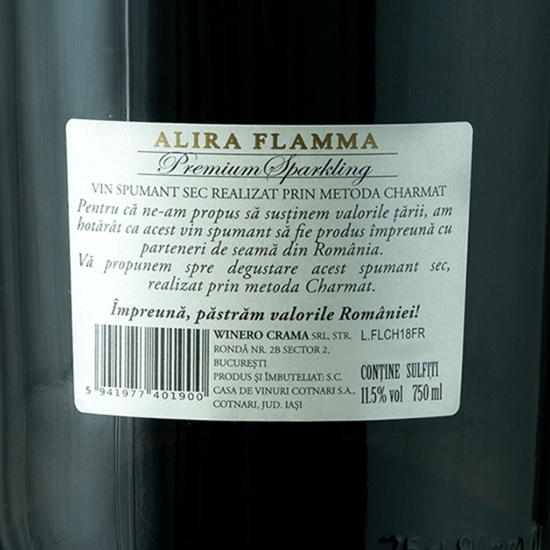 ALIRA FLAMMA
Premium Sparkling
VIN SPUMANT SEC REALIZAT PRIN METODA CHARMAT
Pentru că ne-am propus să susținem valorile țării, am
hotărât ca acest vin spumant să fie produs împreună cu
parteneri de seamă din România.
Vă propunem spre degustare acest spumant sec,
realizat prin metoda Charmat.
Împreună, păstrăm valorile României!
WINERO CRAMA SRL, STR.
RONDĂ NR. 2B SECTOR 2,
BUCUREȘTI
PRODUS ȘI ÎMBUTELIAT: S.C.
CASA DE VINURI COTNARI S.A.,
COTNARI, JUD. IAȘI
L.FLCH18FR
CONȚINE SULFIȚI
11.5% vol 750 ml
5 941977 401900